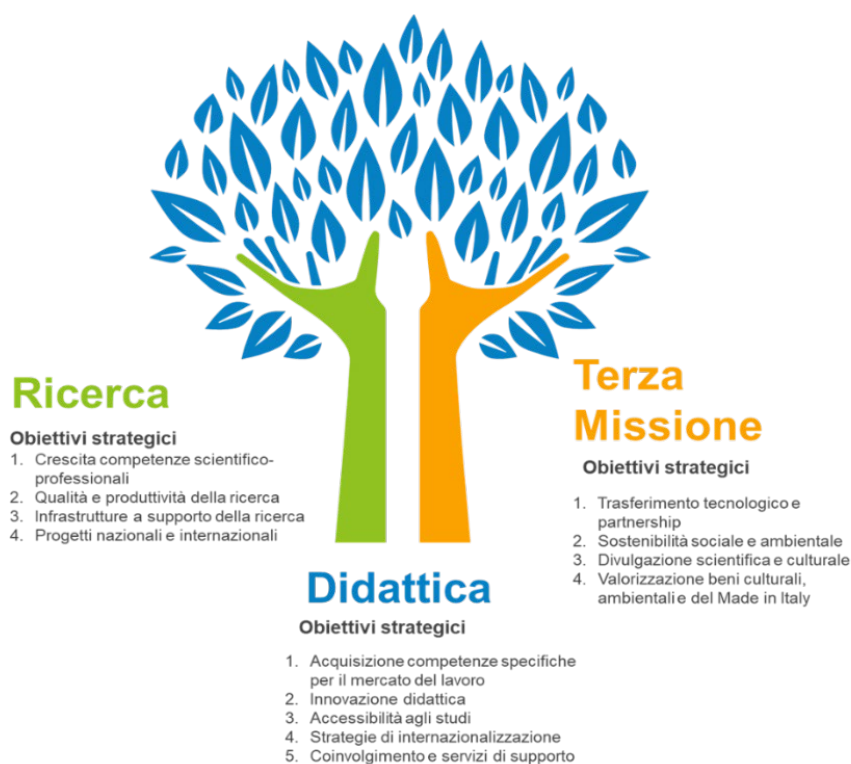 Ricerca
Obiettivi strategici
1. Crescita competenze scientifico-
professionali
2. Qualità e produttività della ricerca
3. Infrastrutture a supporto della ricerca
4. Progetti nazionali e internazionali
Terza
Missione
Obiettivi strategici
1. Trasferimento tecnologico e
partnership
2. Sostenibilità sociale e ambientale
3. Divulgazione scientifica e culturale
4. Valorizzazione beni culturali,
ambientali e del Made in Italy
Didattica
Obiettivi strategici
1. Acquisizione competenze specifiche
per il mercato del lavoro
2. Innovazione didattica
3. Accessibilità agli studi
4. Strategie di internazionalizzazione
5. Coinvolgimento e servizi di supporto